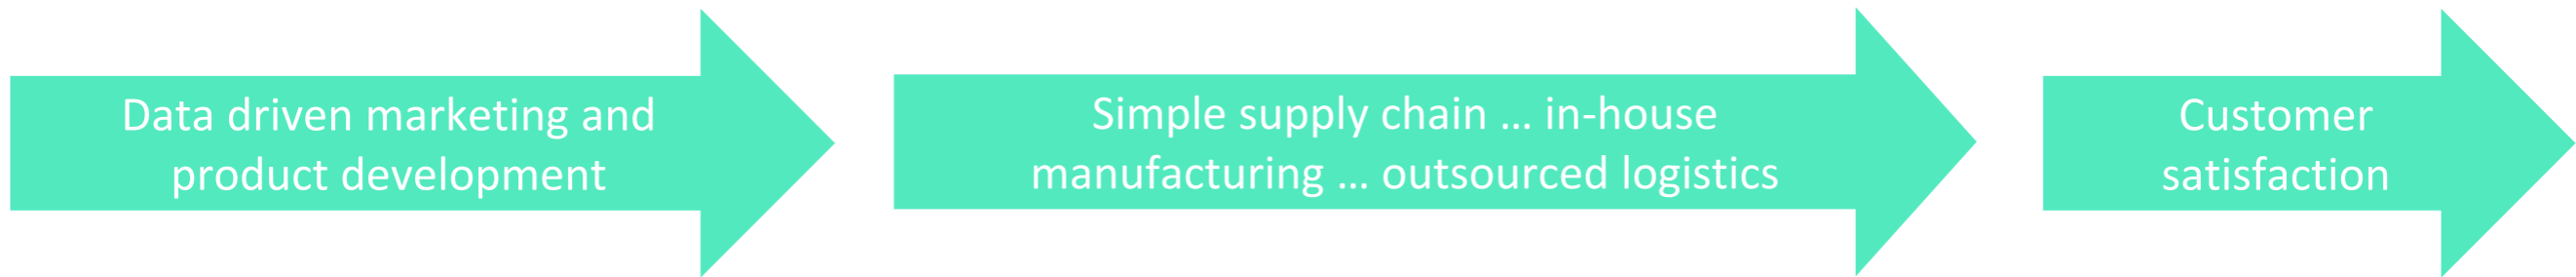 Data driven marketing and
product development
Simple supply chain ... in-house
manufacturing ... outsourced logistics
Customer
satisfaction